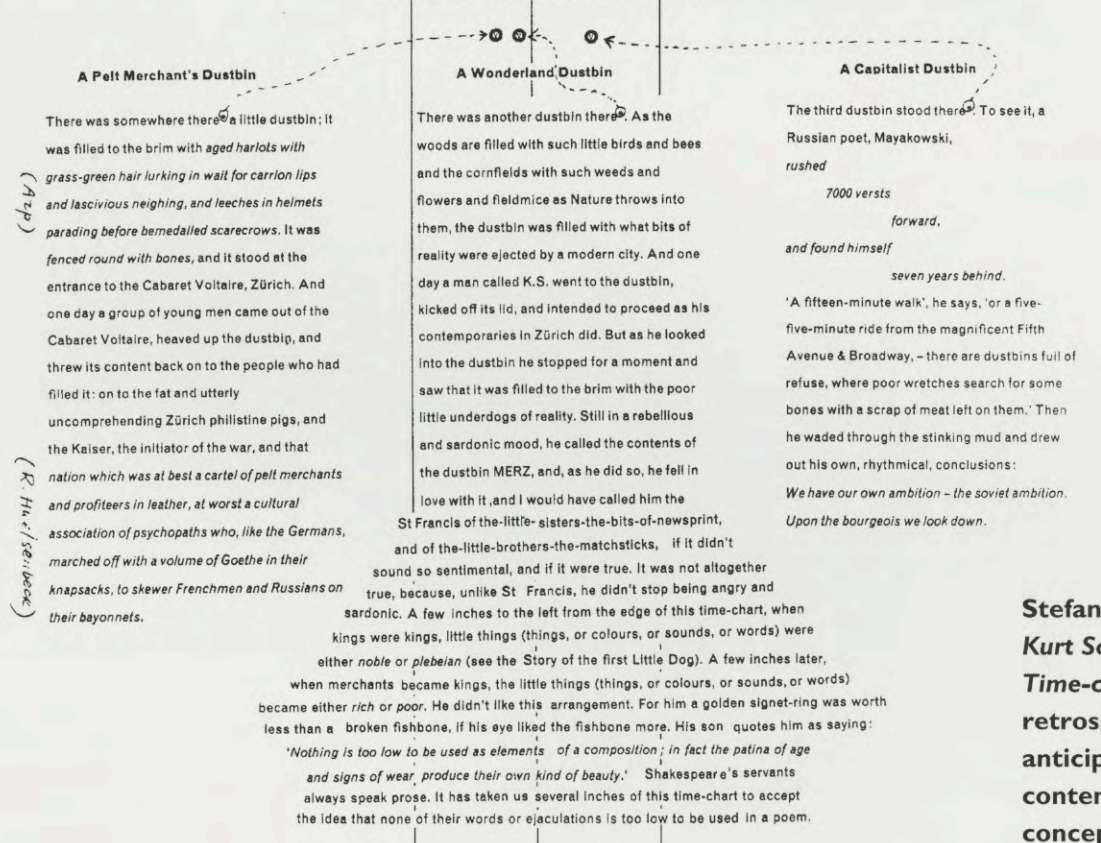 A Pelt Merchant's Dustbin
There was somewhere there a little dustbin; it
was filled to the brim with aged harlots with
grass-green hair lurking in wait for carrion lips
and lascivious neighing, and leeches in helmets
parading before bemedalled scarecrows. It was
fenced round with bones, and it stood at the
entrance to the Cabaret Voltaire, Zürich. And
one day a group of young men came out of the
Cabaret Voltaire, heaved up the dustbin, and
threw its content back on to the people who had
filled it: on to the fat and utterly
uncomprehending Zürich philistine pigs, and
the Kaiser, the initiator of the war, and that
nation which was at best a cartel of pelt merchants
and profiteers in leather, at worst a cultural
association of psychopaths who, like the Germans,
marched off with a volume of Goethe in their
knapsacks, to skewer Frenchmen and Russians on
their bayonnets.
(Arp)
(R. Huelsenbeck)
A Wonderland Dustbin
There was another dustbin there. As the
woods are filled with such little birds and bees
and the cornfields with such weeds and
flowers and fieldmice as Nature throws into
them, the dustbin was filled with what bits of
reality were ejected by a modern city. And one
day a man called K.S. went to the dustbin,
kicked off its lid, and intended to proceed as his
contemporaries in Zürich did. But as he looked
into the dustbin he stopped for a moment and
saw that it was filled to the brim with the poor
little underdogs of reality. Still in a rebellious
and sardonic mood, he called the contents of
the dustbin MERZ, and, as he did so, he fell in
love with it ,and I would have called him the
St Francis of the-little- sisters-the-bits-of-newsprint,
and of the-little-brothers-the-matchsticks, if it didn't
sound so sentimental, and if it were true. It was not altogether
true, because, unlike St Francis, he didn't stop being angry and
sardonic. A few inches to the left from the edge of this time-chart, when
kings were kings, little things (things, or colours, or sounds, or words) were
either noble or plebeian (see the Story of the first Little Dog). A few inches later,
when merchants became kings, the little things (things, or colours, or sounds, or words)
became either rich or poor. He didn't like this arrangement. For him a golden signet-ring was worth
less than a broken fishbone, if his eye liked the fishbone more. His son quotes him as saying:
'Nothing is too low to be used as elements of a composition; in fact the patina of age
and signs of wear produce their own kind of beauty.' Shakespeare's servants
always speak prose. It has taken us several inches of this time-chart to accept
the idea that none of their words or ejaculations is too low to be used in a poem.
A Capitalist Dustbin
The third dustbin stood there. To see it, a
Russian poet, Mayakowski,
rushed
7000 versts
forward,
and found himself
seven years behind.
'A fifteen-minute walk', he says, 'or a five-
five-minute ride from the magnificent Fifth
Avenue & Broadway, – there are dustbins full of
refuse, where poor wretches search for some
bones with a scrap of meat left on them.' Then
he waded through the stinking mud and drew
out his own, rhythmical, conclusions:
We have our own ambition – the soviet ambition.
Upon the bourgeois we look down.
Stefan
Kurt Sc
Time-c
retrosp
anticip
conten
concer